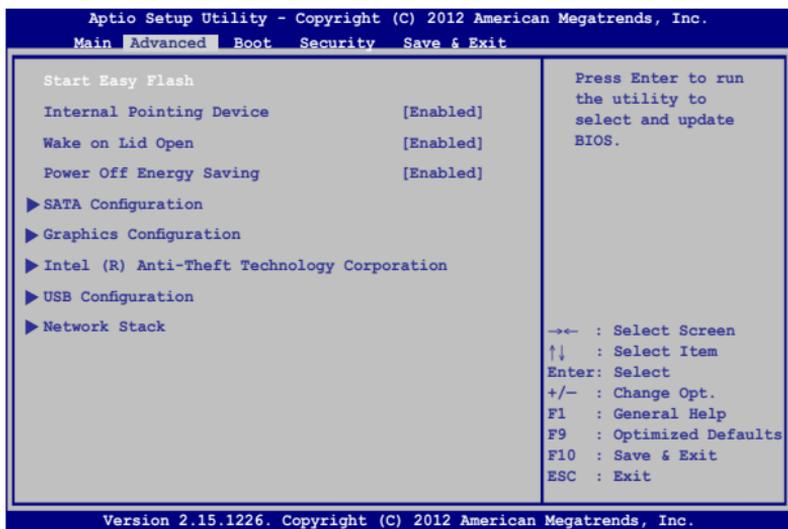 Aptio Setup Utility - Copyright (C) 2012 American Megatrends, Inc.
Main Advanced Boot Security Save & Exit
Start Easy Flash
Internal Pointing Device [Enabled]
Wake on Lid Open [Enabled]
Power Off Energy Saving [Enabled]
SATA Configuration
Graphics Configuration
Intel (R) Anti-Theft Technology Corporation
USB Configuration
Network Stack
Press Enter to run
the utility to
select and update
BIOS.
→← : Select Screen
↑↓ : Select Item
Enter: Select
+/— : Change Opt.
F1 : General Help
F9 : Optimized Defaults
F10 : Save & Exit
ESC : Exit
Version 2.15.1226. Copyright (C) 2012 American Megatrends, Inc.